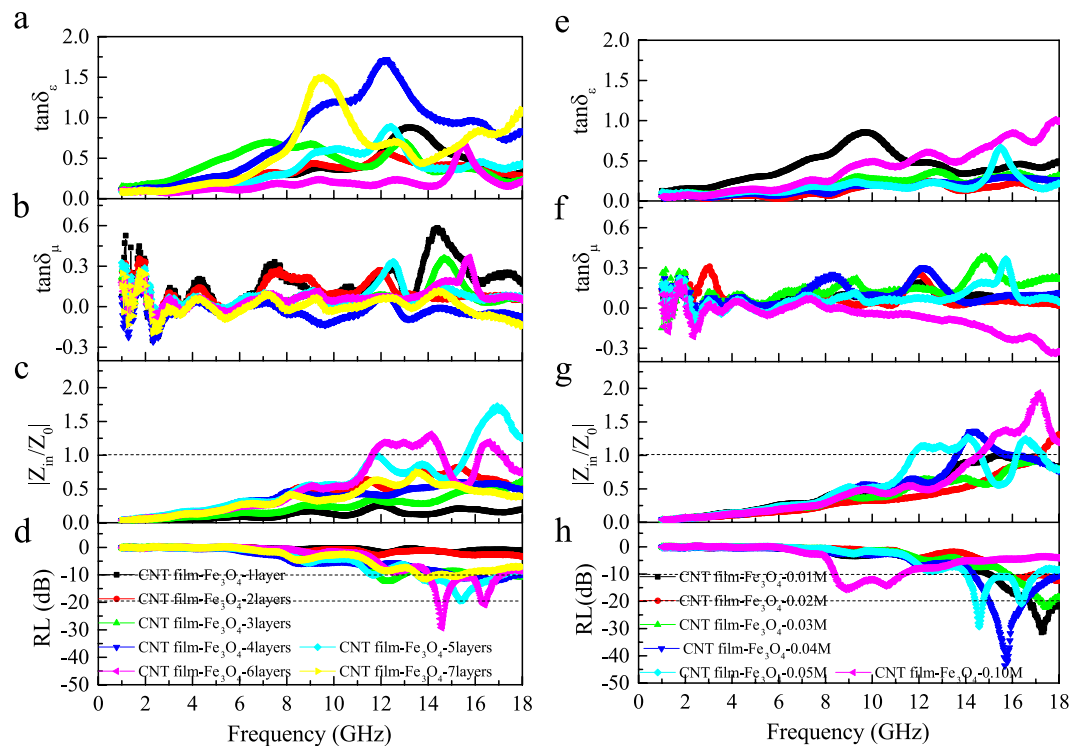 a
2.0
1.5
1.0
0.5
0.0
tanδε
b
0.6
0.3
0.0
-0.3
tanδμ
c
2.0
1.5
1.0
0.5
0.0
|Zin/Z0|
d
0
-10
-20
-30
-40
-50
RL (dB)
CNT film-Fe3O4-1layer
CNT film-Fe3O4-2layers
CNT film-Fe3O4-3layers
CNT film-Fe3O4-4layers CNT film-Fe3O4-5layers
CNT film-Fe3O4-6layers CNT film-Fe3O4-7layers
0 2 4 6 8 10 12 14 16 18
Frequency (GHz)
e
2.0
1.5
1.0
0.5
0.0
tanδε
f
0.6
0.3
0.0
-0.3
tanδμ
g
2.0
1.5
1.0
0.5
0.0
|Zin/Z0|
h
0
-10
-20
-30
-40
-50
RL(dB)
CNT film-Fe3O4-0.01M
CNT film-Fe3O4-0.02M
CNT film-Fe3O4-0.03M
CNT film-Fe3O4-0.04M
CNT film-Fe3O4-0.05M CNT film-Fe3O4-0.10M
0 2 4 6 8 10 12 14 16 18
Frequency (GHz)